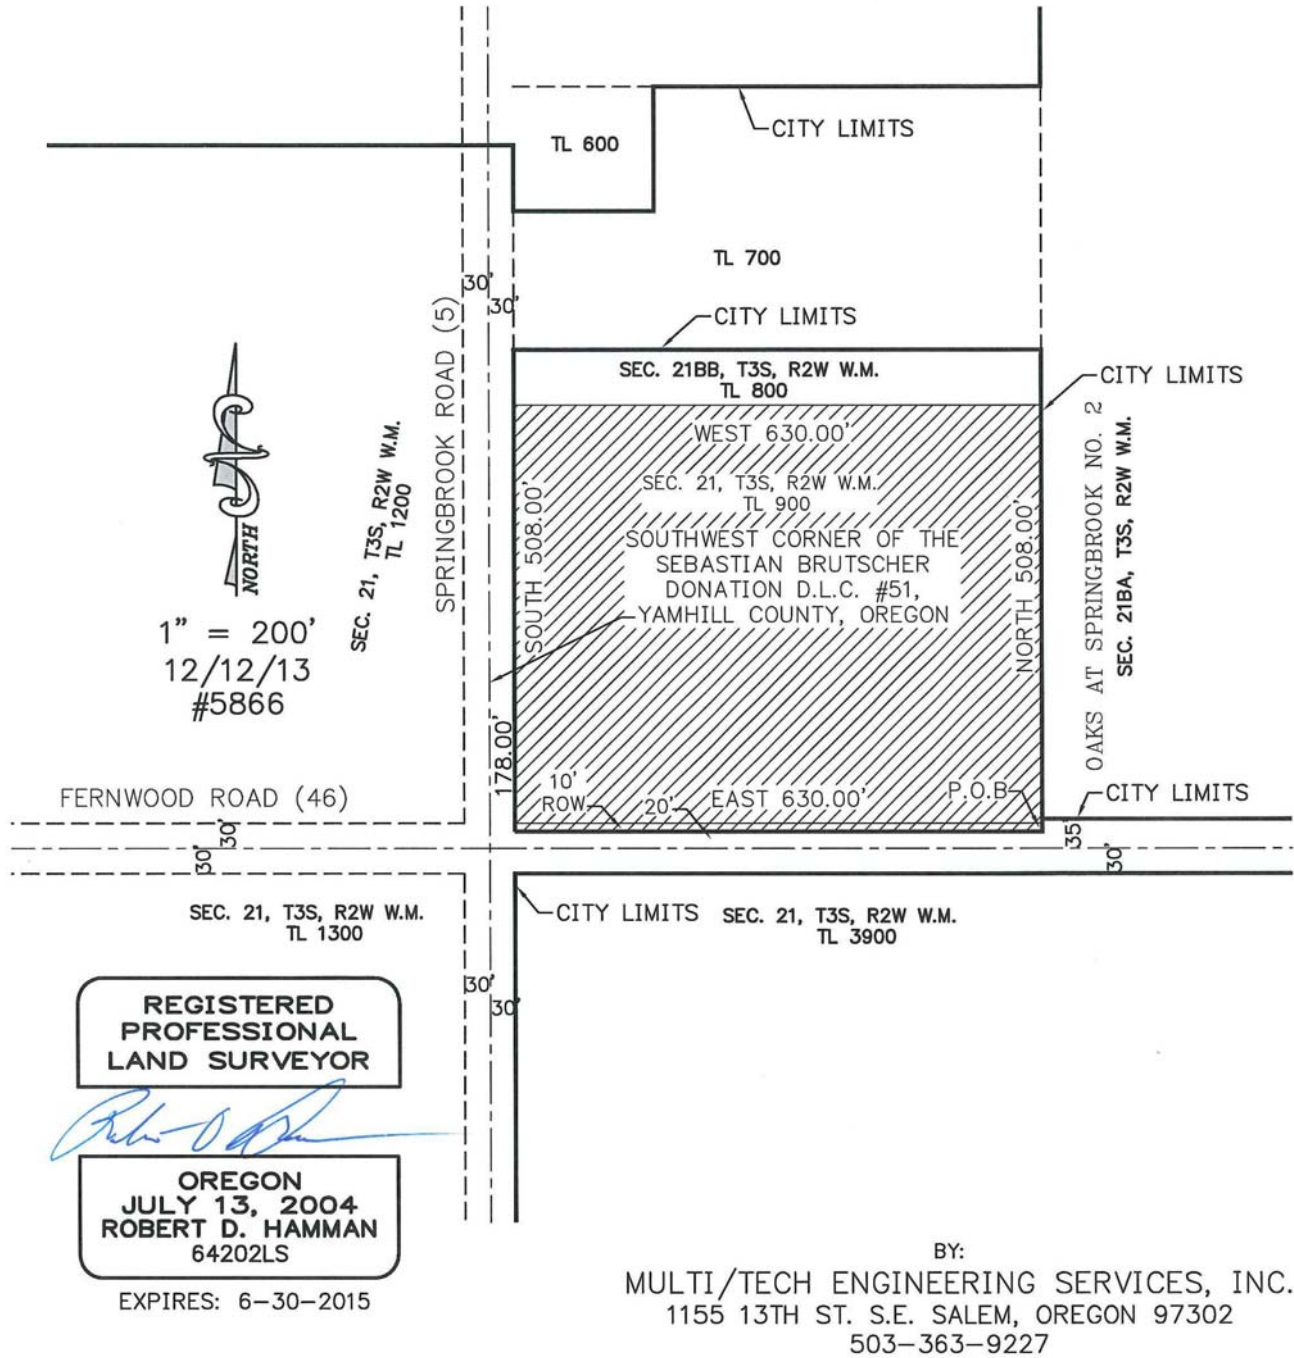 CITY LIMITS
TL 600
TL 700
30'
30'
CITY LIMITS
SPRINGBROOK ROAD (5)
SEC. 21BB, T3S, R2W W.M.
TL 800
CITY LIMITS
WEST 630.00'
SEC. 21, T3S, R2W W.M.
TL 900
SOUTHWEST CORNER OF THE
SEBASTIAN BRUTSCHER
DONATION D.L.C. #51,
YAMHILL COUNTY, OREGON
SOUTH 508.00'
NORTH 508.00'
OAKS AT SPRINGBROOK NO. 2
SEC. 21BA, T3S, R2W W.M.
NORTH
SEC. 21, T3S, R2W W.M.
TL 1200
1" = 200'
12/12/13
#5866
178.00'
FERNWOOD ROAD (46)
10'
ROW
20'
EAST 630.00'
P.O.B
CITY LIMITS
30'
30'
35'
30'
SEC. 21, T3S, R2W W.M.
TL 1300
CITY LIMITS
SEC. 21, T3S, R2W W.M.
TL 3900
30'
30'
REGISTERED
PROFESSIONAL
LAND SURVEYOR
OREGON
JULY 13, 2004
ROBERT D. HAMMAN
64202LS
EXPIRES: 6-30-2015
BY:
MULTI/TECH ENGINEERING SERVICES, INC.
1155 13TH ST. S.E. SALEM, OREGON 97302
503-363-9227